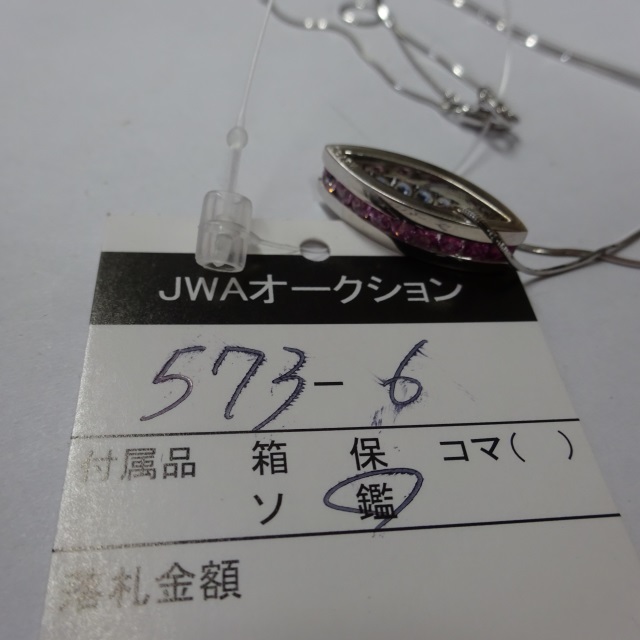 JWAオークション
573-6
付属品 箱 保 コマ( )
ソ 鑑
落札金額